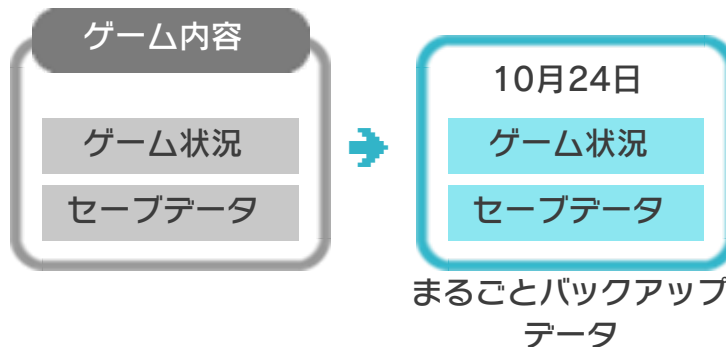 ゲーム内容
ゲーム状況
セーブデータ
10月24日
ゲーム状況
セーブデータ
まるごとバックアップ
データ